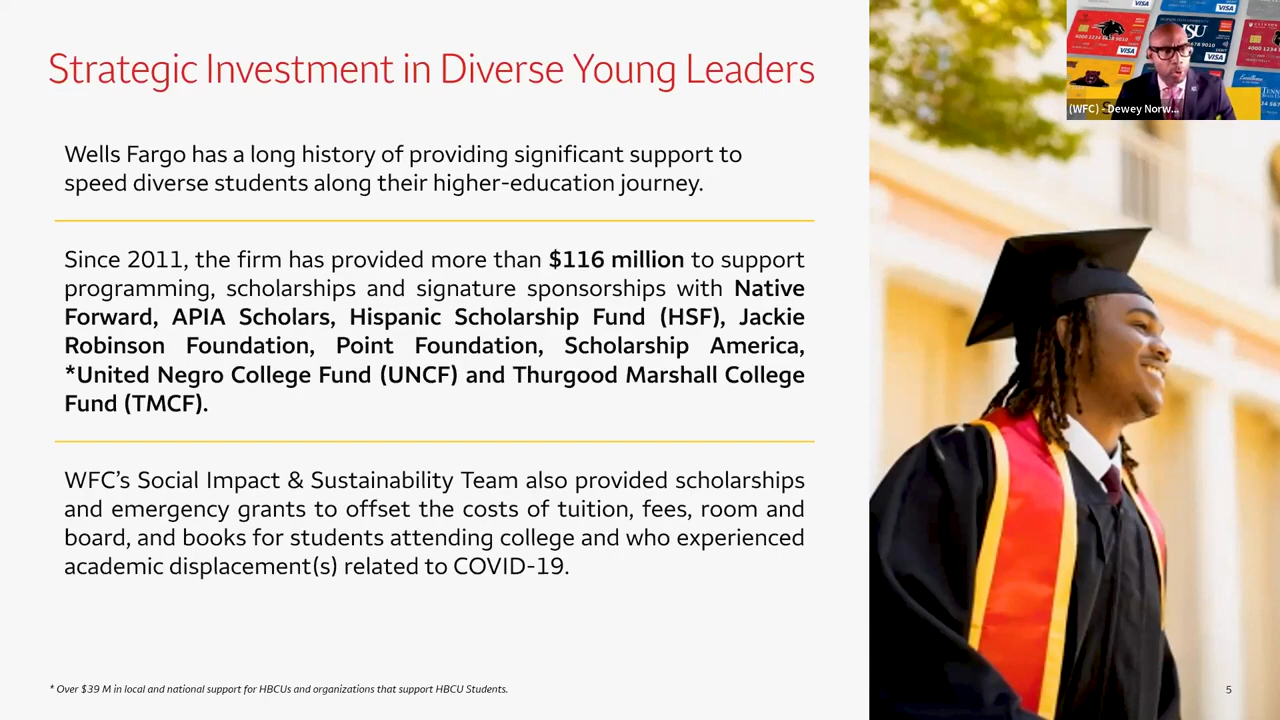 Strategic Investment in Diverse Young Leaders
Wells Fargo has a long history of providing significant support to
speed diverse students along their higher-education journey.
Since 2011, the firm has provided more than $116 million to support
programming, scholarships and signature sponsorships with Native
Forward, APIA Scholars, Hispanic Scholarship Fund (HSF), Jackie
Robinson Foundation, Point Foundation, Scholarship America,
*United Negro College Fund (UNCF) and Thurgood Marshall College
Fund (TMCF).
WFC’s Social Impact & Sustainability Team also provided scholarships
and emergency grants to offset the costs of tuition, fees, room and
board, and books for students attending college and who experienced
academic displacement(s) related to COVID-19.
* Over $39 M in local and national support for HBCUs and organizations that support HBCU Students.
5
VISA
VISA
VISA
(WFC) - Dewey Norw...